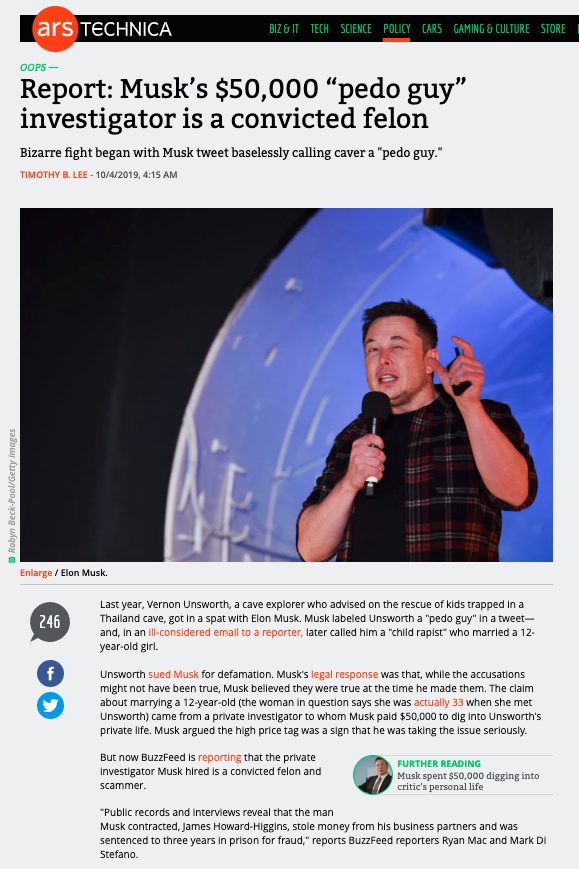 ars TECHNICA
BIZ & IT TECH SCIENCE POLICY CARS GAMING & CULTURE STORE
OOPS —
Report: Musk’s $50,000 “pedo guy”
investigator is a convicted felon
Bizarre fight began with Musk tweet baselessly calling caver a "pedo guy."
TIMOTHY B. LEE - 10/4/2019, 4:15 AM
Robyn Beck-Pool/Getty Images
Enlarge / Elon Musk.
246
Last year, Vernon Unsworth, a cave explorer who advised on the rescue of kids trapped in a
Thailand cave, got in a spat with Elon Musk. Musk labeled Unsworth a "pedo guy" in a tweet—
and, in an ill-considered email to a reporter, later called him a "child rapist" who married a 12-
year-old girl.
Unsworth sued Musk for defamation. Musk's legal response was that, while the accusations
might not have been true, Musk believed they were true at the time he made them. The claim
about marrying a 12-year-old (the woman in question says she was actually 33 when she met
Unsworth) came from a private investigator to whom Musk paid $50,000 to dig into Unsworth's
private life. Musk argued the high price tag was a sign that he was taking the issue seriously.
But now BuzzFeed is reporting that the private
investigator Musk hired is a convicted felon and
scammer.
FURTHER READING
Musk spent $50,000 digging into
critic's personal life
"Public records and interviews reveal that the man
Musk contracted, James Howard-Higgins, stole money from his business partners and was
sentenced to three years in prison for fraud," reports BuzzFeed reporters Ryan Mac and Mark Di
Stefano.